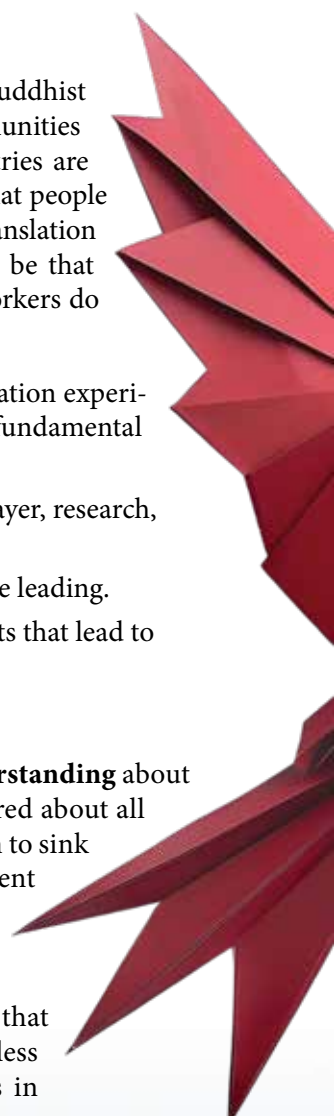 uddhist
unities
ries are
at people
anslation
be that
orkers do
ation experi-
fundamental
ayer, research,
e leading.
ts that lead to
rstanding about
red about all
n to sink
ent
that
less
s in